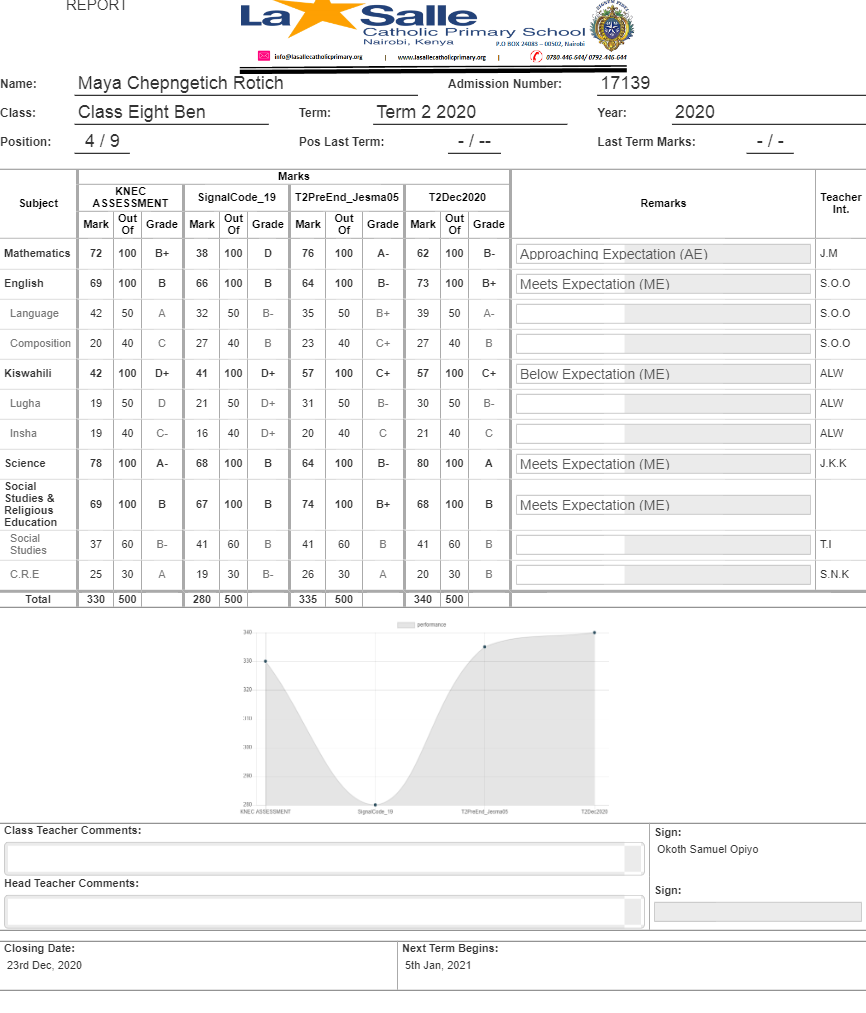 REPORT
La Salle
Catholic Primary School
Nairobi, Kenya
P.O BOX 24083 – 00502, Nairobi
info@lasallecatholicprimary.org | www.lasallecatholicprimary.org | 0780 446 644/ 0792 446 644
Name: Maya Chepngetich Rotich Admission Number: 17139
Class: Class Eight Ben Term: Term 2 2020 Year: 2020
Position: 4 / 9 Pos Last Term: - / -- Last Term Marks: - / -
Subject Marks Remarks Teacher Int.
KNEC ASSESSMENT SignalCode_19 T2PreEnd_Jesma05 T2Dec2020
Mark Out Of Grade Mark Out Of Grade Mark Out Of Grade Mark Out Of Grade
Mathematics 72 100 B+ 38 100 D 76 100 A- 62 100 B- Approaching Expectation (AE) J.M
English 69 100 B 66 100 B 64 100 B- 73 100 B+ Meets Expectation (ME) S.O.O
Language 42 50 A 32 50 B- 35 50 B+ 39 50 A- S.O.O
Composition 20 40 C 27 40 B 23 40 C+ 27 40 B S.O.O
Kiswahili 42 100 D+ 41 100 D+ 57 100 C+ 57 100 C+ Below Expectation (ME) ALW
Lugha 19 50 D 21 50 D+ 31 50 B- 30 50 B- ALW
Insha 19 40 C- 16 40 D+ 20 40 C 21 40 C ALW
Science 78 100 A- 68 100 B 64 100 B- 80 100 A Meets Expectation (ME) J.K.K
Social Studies & Religious Education 69 100 B 67 100 B 74 100 B+ 68 100 B Meets Expectation (ME)
Social Studies 37 60 B- 41 60 B 41 60 B 41 60 B T.I
C.R.E 25 30 A 19 30 B- 26 30 A 20 30 B S.N.K
Total 330 500 280 500 335 500 340 500
performance
340
330
320
310
300
290
280
KNEC ASSESSMENT SignalCode_19 T2PreEnd_Jesma05 T2Dec2020
Class Teacher Comments: Sign:
Okoth Samuel Opiyo
Head Teacher Comments: Sign:
Closing Date: Next Term Begins:
23rd Dec, 2020 5th Jan, 2021